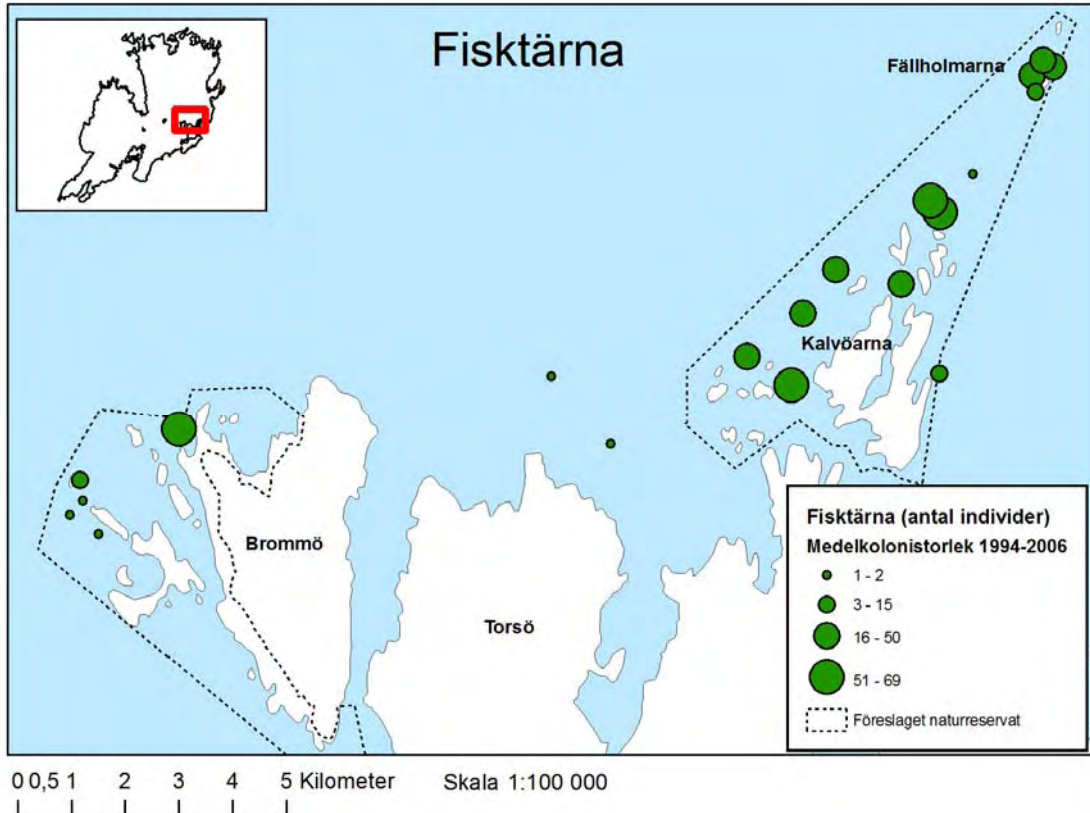 Fisktärna
Fällholmarna
Kalvöarna
Brommö
Torsö
Fisktärna (antal individer)
Medelkolonistorlek 1994-2006
1 - 2
3 - 15
16 - 50
51 - 69
Föreslaget naturreservat
0 0,5 1 2 3 4 5 Kilometer Skala 1:100 000